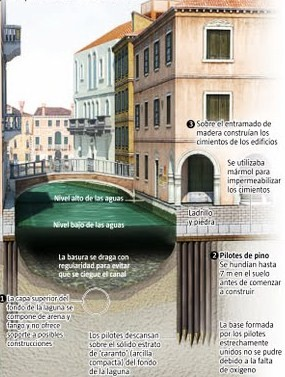 3 Sobre el entramado de
madera construían los
cimientos de los edificios
Se utilizaba
mármol para
impermeabilizar
los cimientos
Nivel alto de las aguas
Ladrillo
y piedra
Nivel bajo de las aguas
La basura se draga con
regularidad para evitar
que se ciegue el canal
2 Pilotes de pino
Se hundían hasta
7 m en el suelo
antes de comenzar
a construir
1 La capa superior del
fondo de la laguna se
compone de arena y
fango y no ofrece
soporte a posibles
construcciones
Los pilotes descansan
sobre el sólido estrato
de "caranto" (arcilla
compacta) del fondo
de la laguna
La base formada
por los pilotes
estrechamente
unidos no se pudre
debido a la falta
de oxígeno